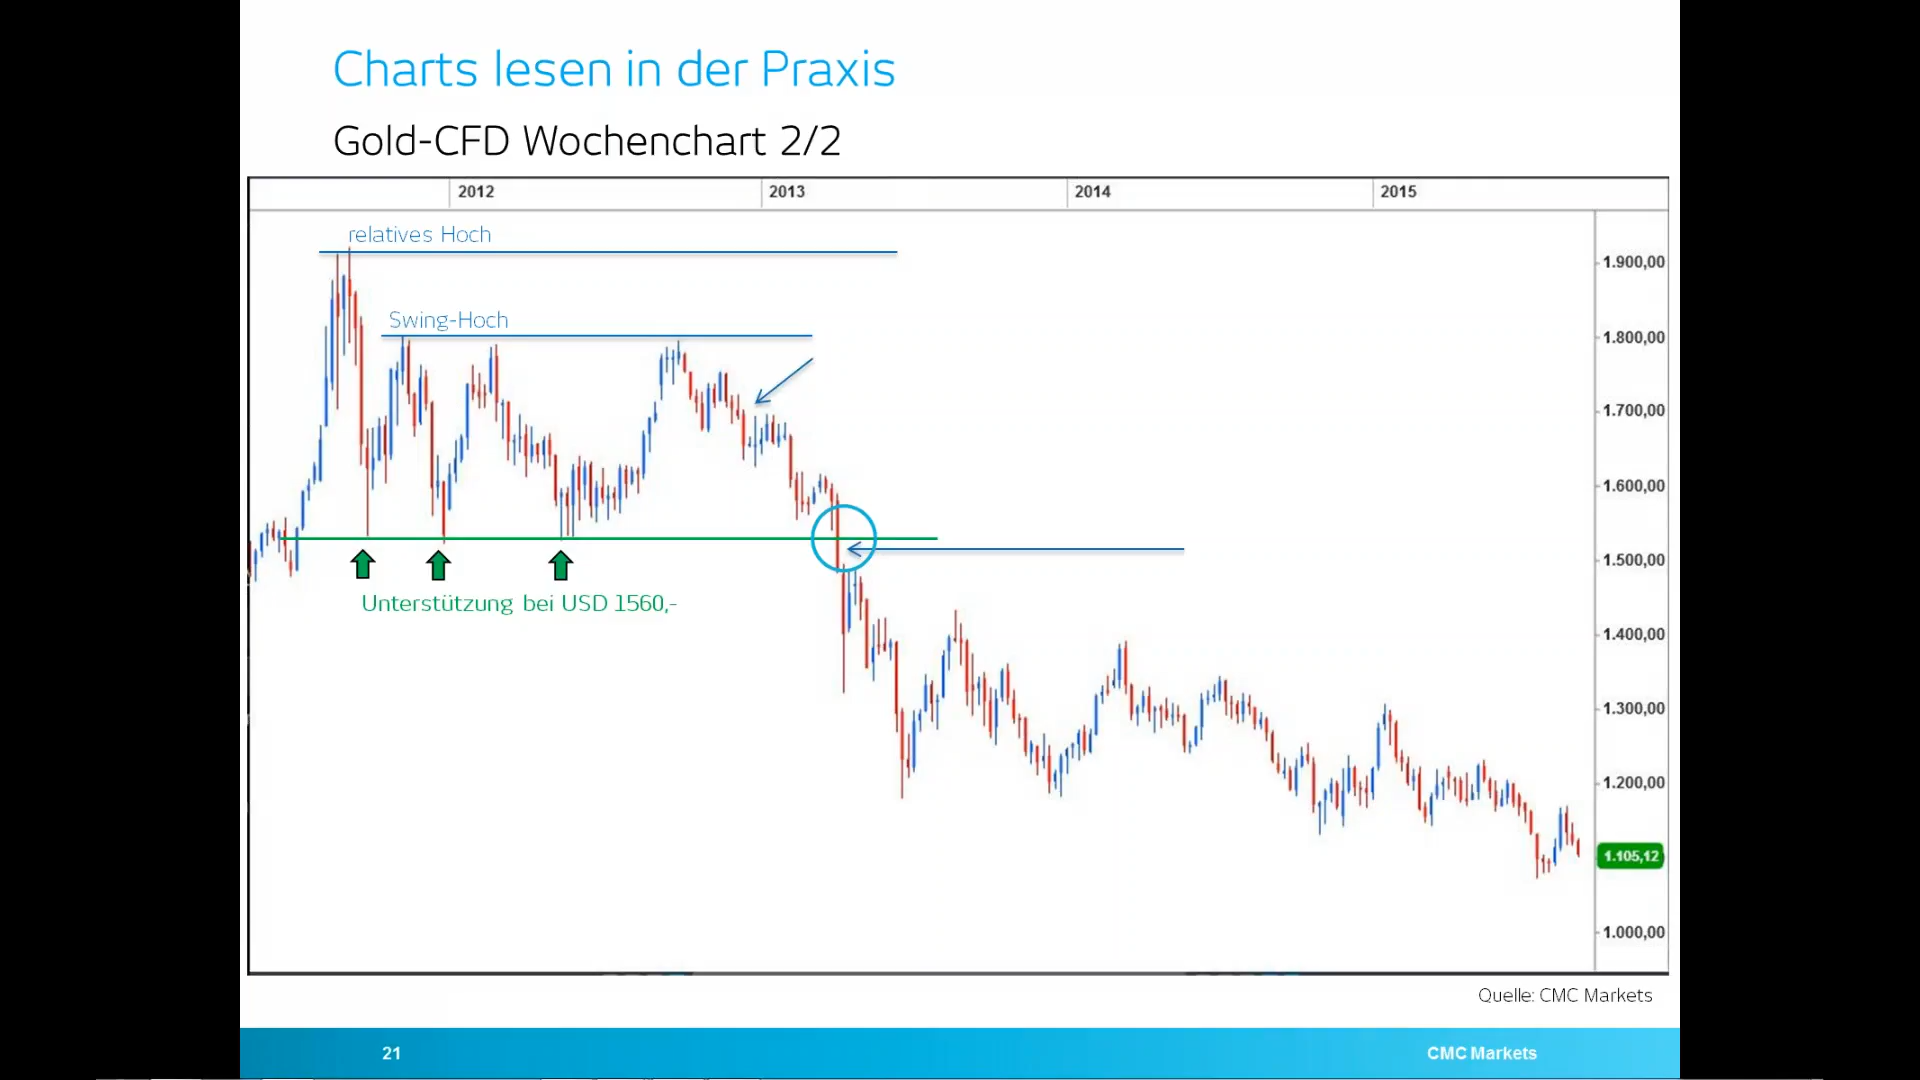 Charts lesen in der Praxis
Gold-CFD Wochenchart 2/2
2012 2013 2014 2015
relatives Hoch
1.900,00
Swing-Hoch
1.800,00
1.700,00
1.600,00
1.500,00
Unterstützung bei USD 1560,-
1.400,00
1.300,00
1.200,00
1.105,12
1.000,00
Quelle: CMC Markets
21
CMC Markets